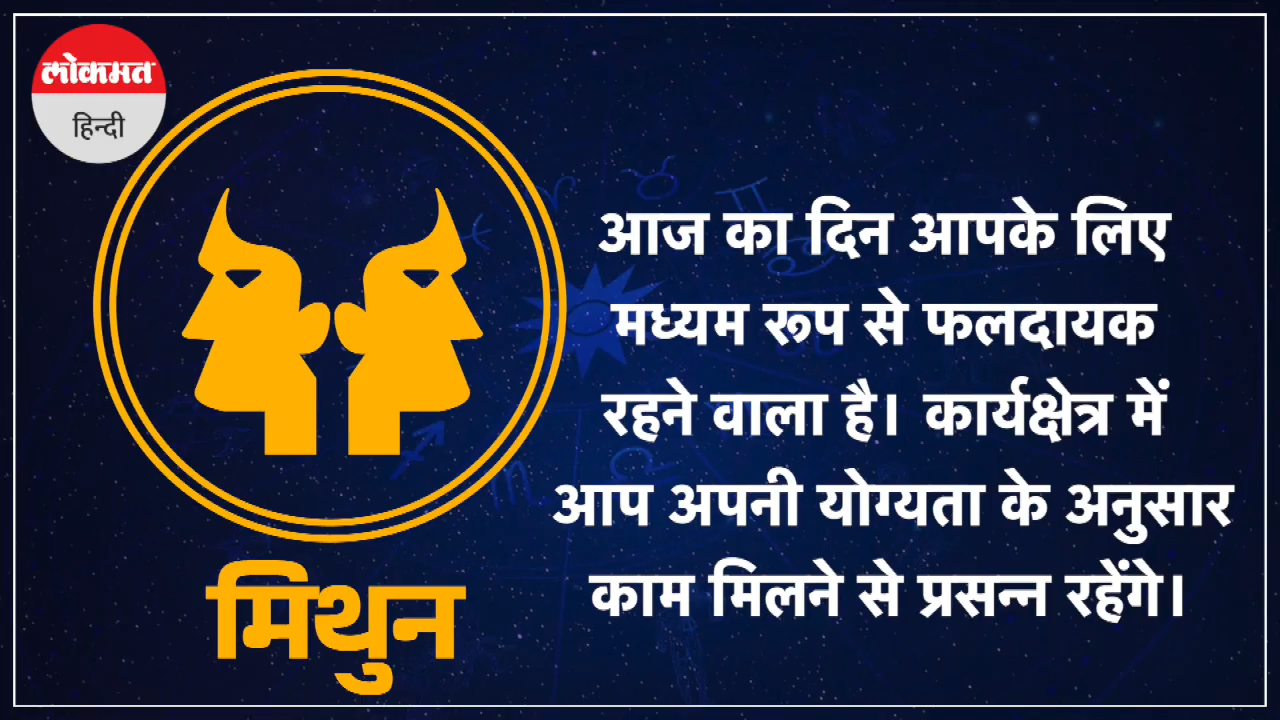 लोकमत
हिन्दी
आज का दिन आपके लिए
मध्यम रूप से फलदायक
रहने वाला है। कार्यक्षेत्र में
आप अपनी योग्यता के अनुसार
काम मिलने से प्रसन्न रहेंगे।
मिथुन